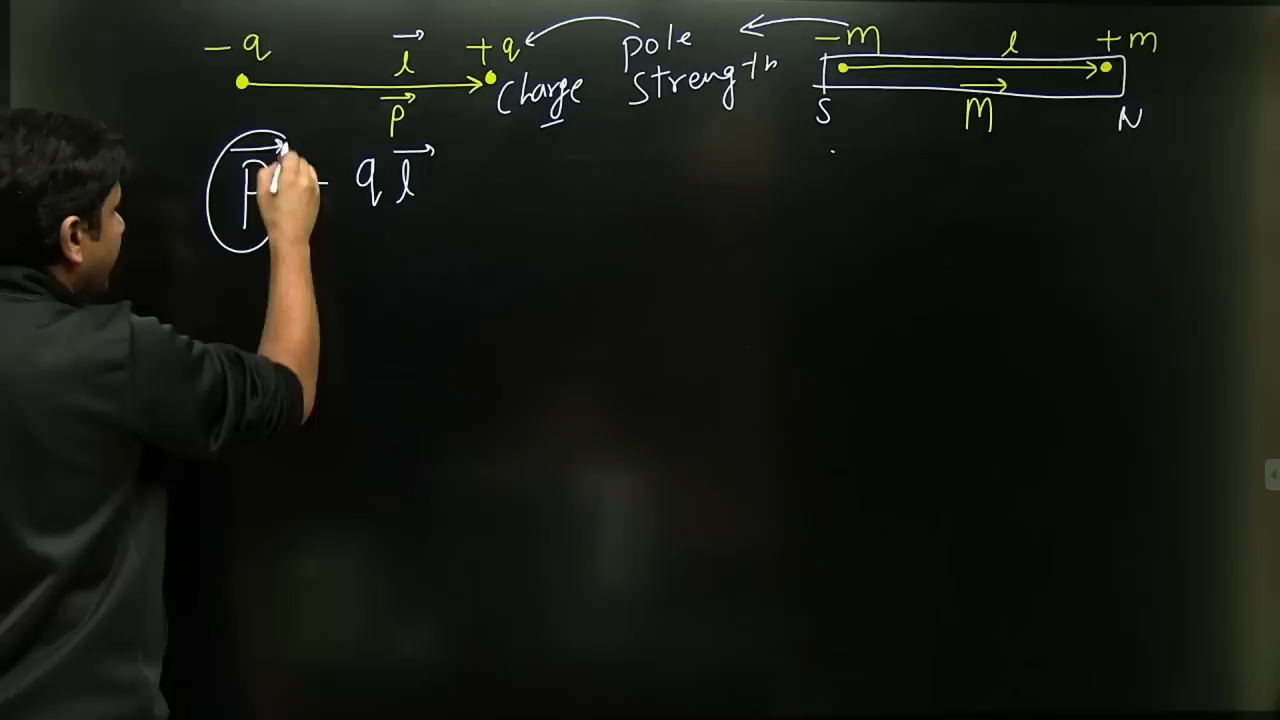 -q l⃗ +q
P⃗
Charge
pole
Strength
-m l +m
S M⃗ N
P⃗ = q l⃗